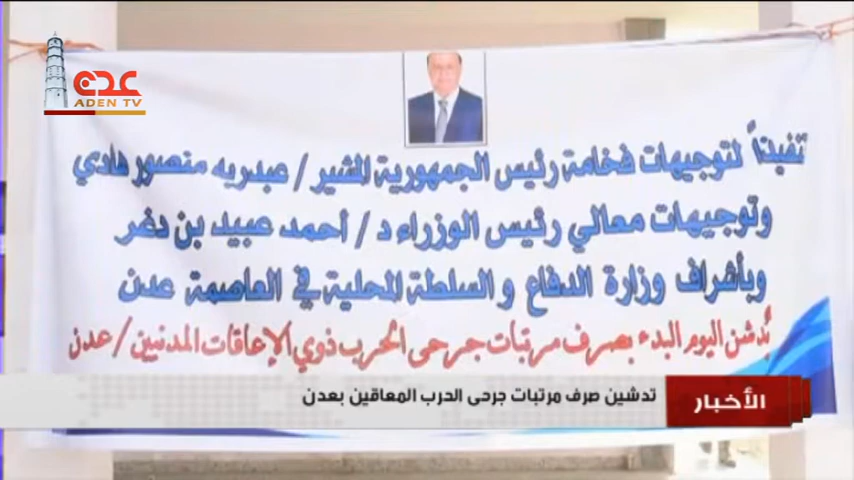 عدن
ADEN TV
تنفيذاً لتوجيهات فخامة رئيس الجمهورية المشير / عبدربه منصور هادي
وتوجيهات معالي رئيس الوزراء د / أحمد عبيد بن دغر
وبأشراف وزارة الدفاع و السلطة المحلية في العاصمة عدن
يُدشن اليوم البدء بصرف مرتبات جرحى الحرب ذوي الإعاقات المدنيين / عدن
الأخبار
تدشين صرف مرتبات جرحى الحرب المعاقين بعدن